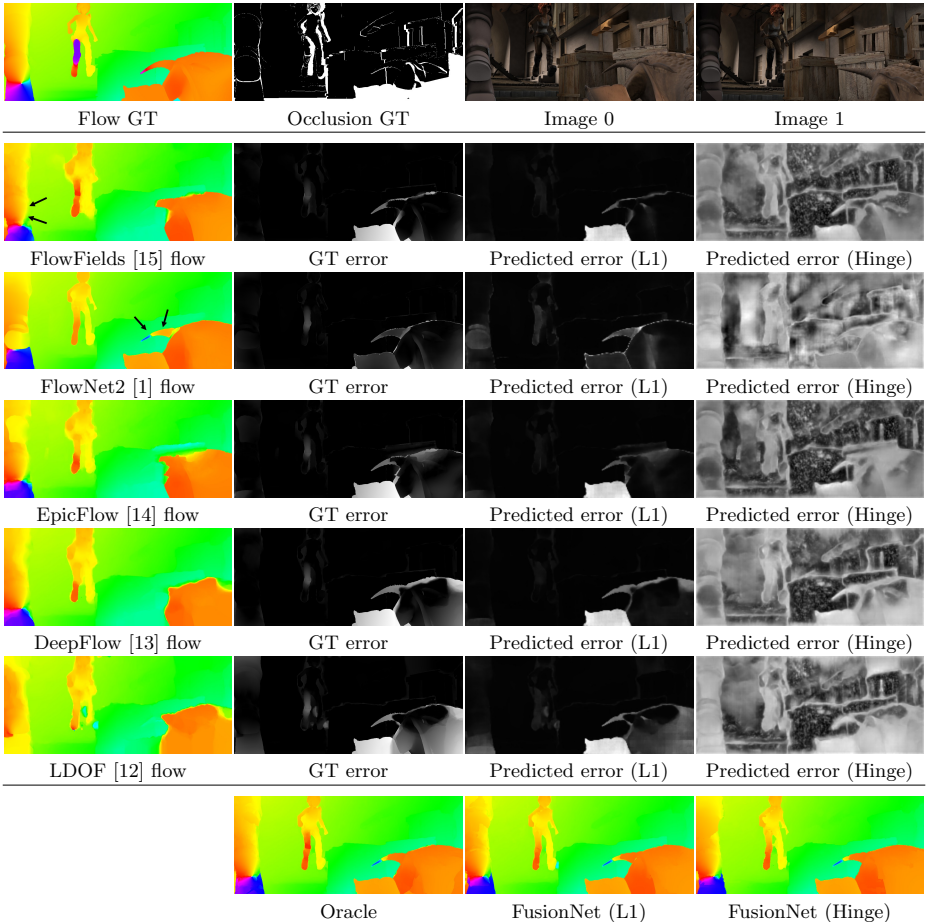 Flow GT Occlusion GT Image 0 Image 1
FlowFields [15] flow GT error Predicted error (L1) Predicted error (Hinge)
FlowNet2 [1] flow GT error Predicted error (L1) Predicted error (Hinge)
EpicFlow [14] flow GT error Predicted error (L1) Predicted error (Hinge)
DeepFlow [13] flow GT error Predicted error (L1) Predicted error (Hinge)
LDOF [12] flow GT error Predicted error (L1) Predicted error (Hinge)
Oracle FusionNet (L1) FusionNet (Hinge)